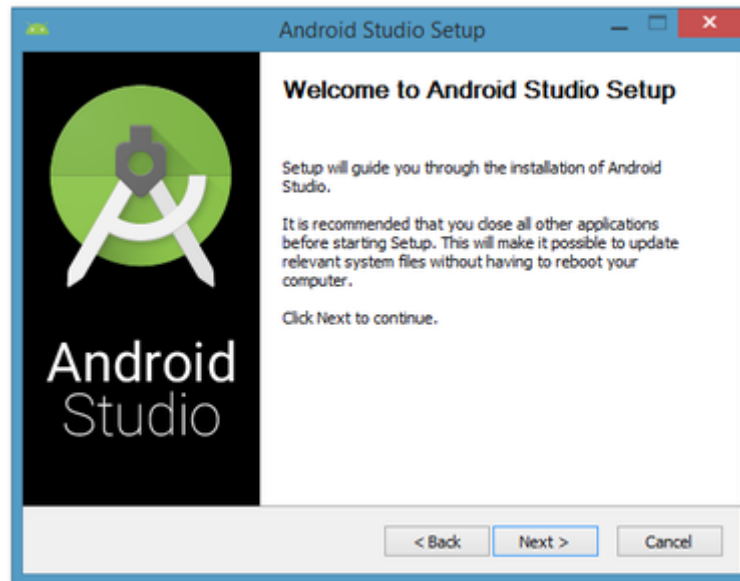 Android Studio Setup
Welcome to Android Studio Setup
Setup will guide you through the installation of Android
Studio.
It is recommended that you close all other applications
before starting Setup. This will make it possible to update
relevant system files without having to reboot your
computer.
Click Next to continue.
Android
Studio
< Back Next > Cancel